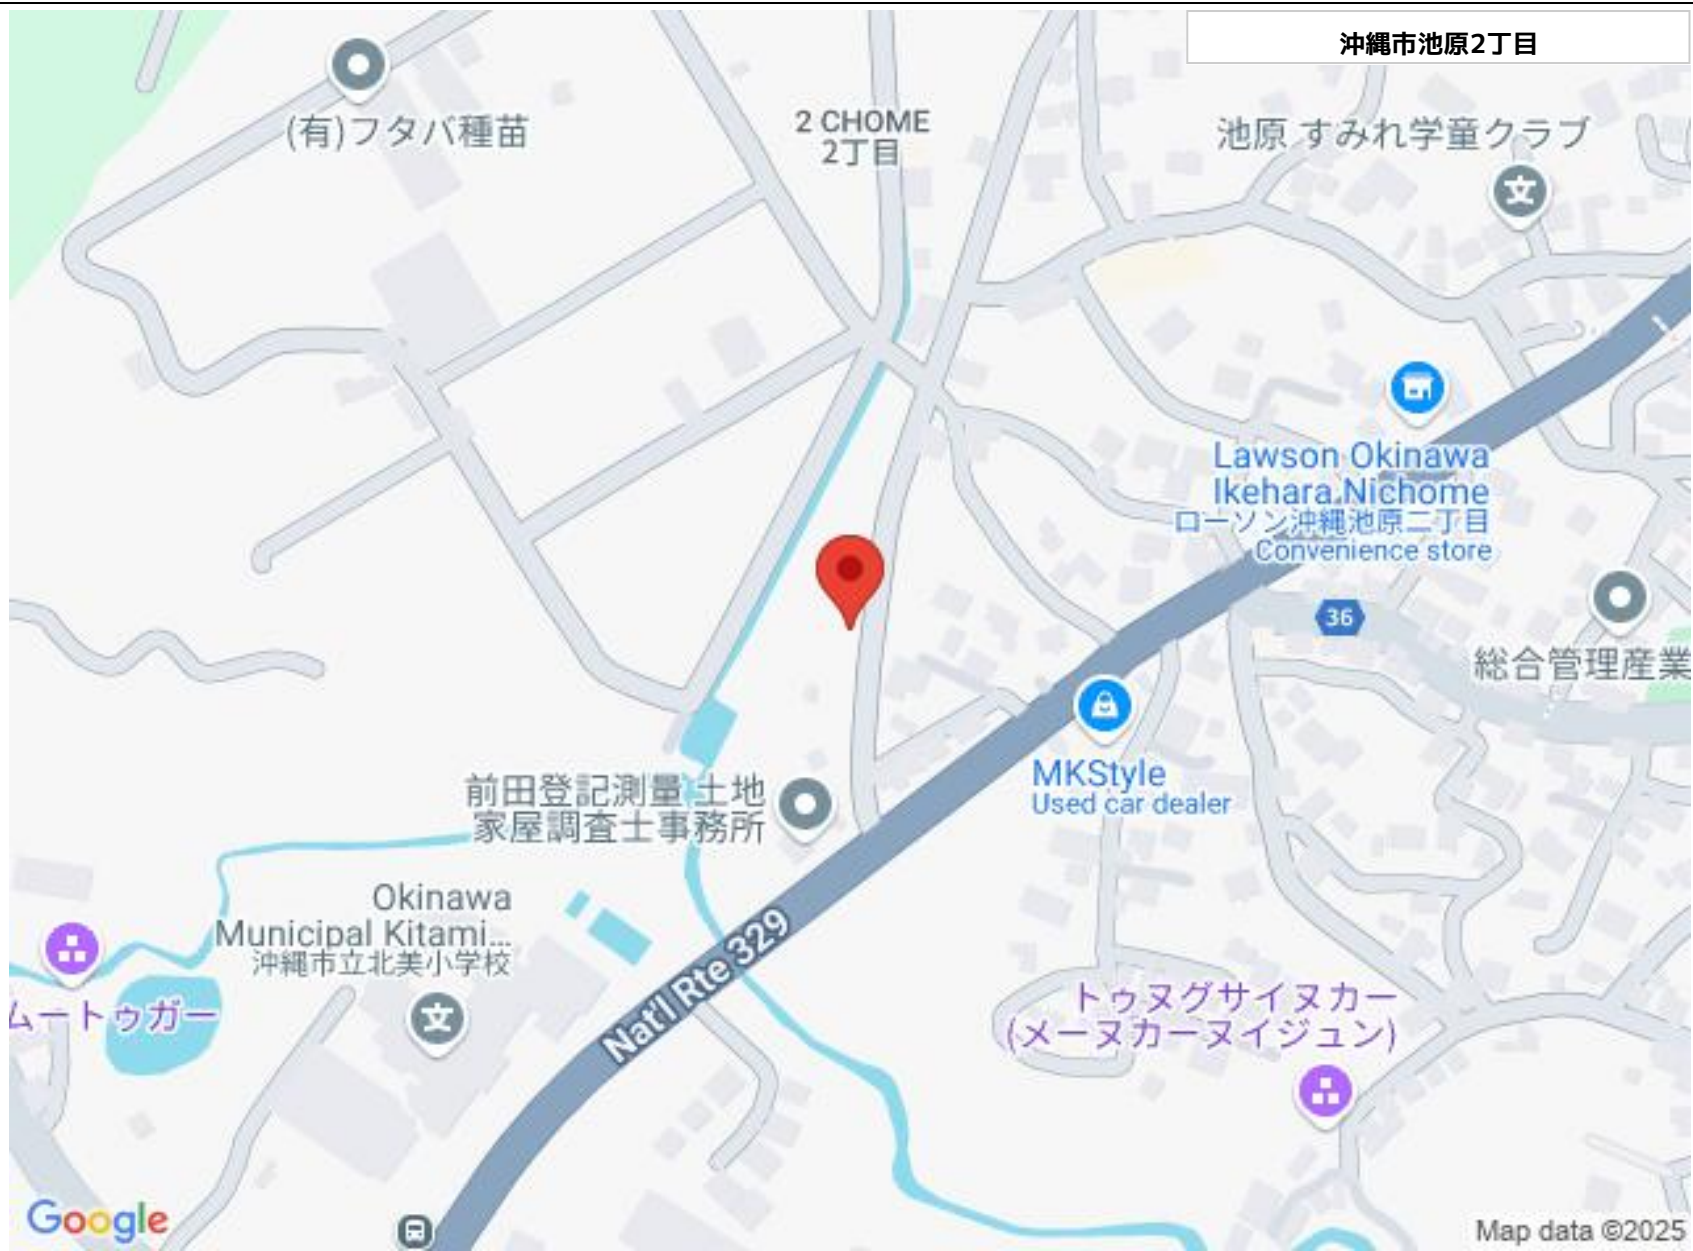 沖縄市池原2丁目
(有)フタバ種苗
2 CHOME
2丁目
池原 すみれ学童クラブ
Lawson Okinawa
Ikehara Nichome
ローソン沖縄池原二丁目
Convenience store
36
総合管理産業
MKStyle
Used car dealer
前田登記測量 土地
家屋調査士事務所
Okinawa
Municipal Kitami...
沖縄市立北美小学校
文
文
Nat'l Rte 329
ムートゥガー
トゥヌグサイヌカー
(メーヌカーヌイジュン)
Google
Map data ©2025